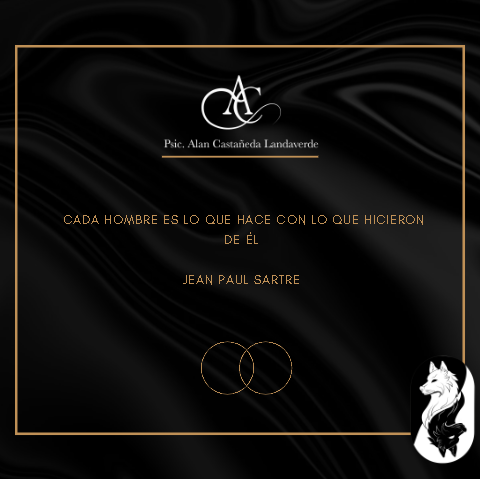 AC
Psic. Alan Castañeda Landaverde
CADA HOMBRE ES LO QUE HACE CON LO QUE HICIERON
DE ÉL
JEAN PAUL SARTRE